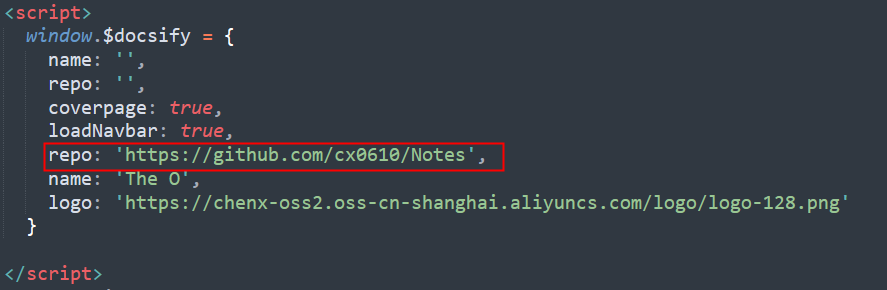 <script>
window.$docsify = {
name: '',
repo: '',
coverpage: true,
loadNavbar: true,
repo: 'https://github.com/cx0610/Notes',
name: 'The O',
logo: 'https://chenx-oss2.oss-cn-shanghai.aliyuncs.com/logo/logo-128.png'
}
</script>